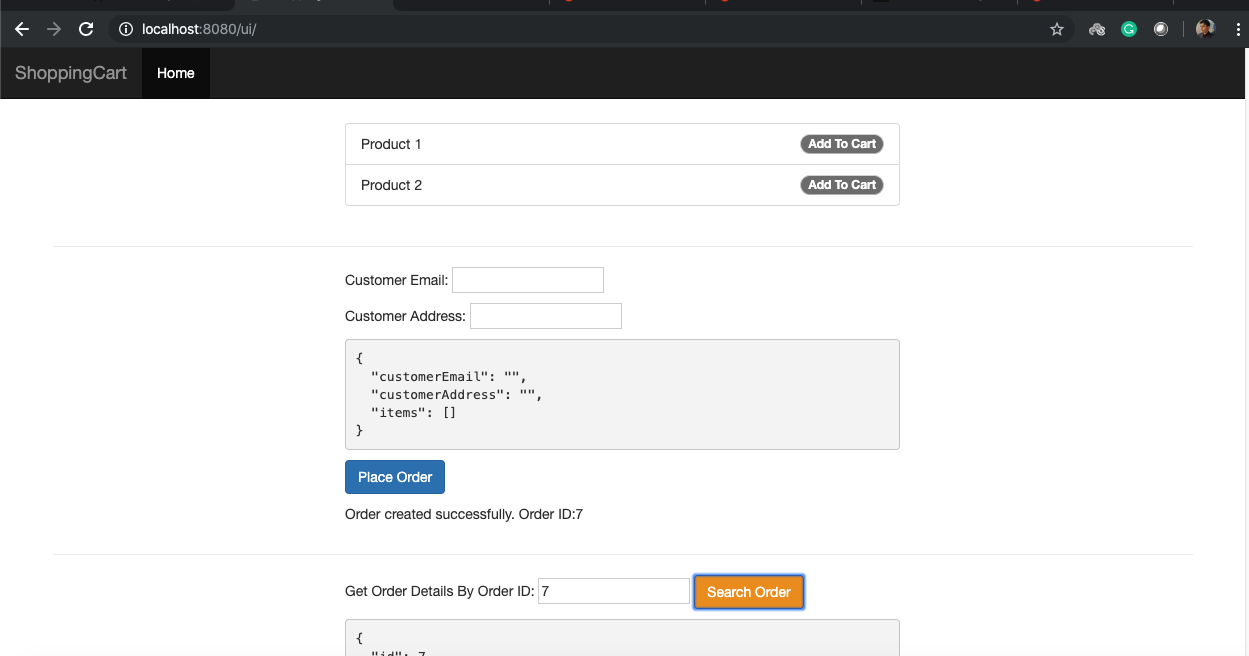 localhost:8080/ui/
ShoppingCart Home
Product 1 Add To Cart
Product 2 Add To Cart
Customer Email:
Customer Address:
{
"customerEmail": "",
"customerAddress": "",
"items": []
}
Place Order
Order created successfully. Order ID:7
Get Order Details By Order ID: 7 Search Order
{
"id": 7